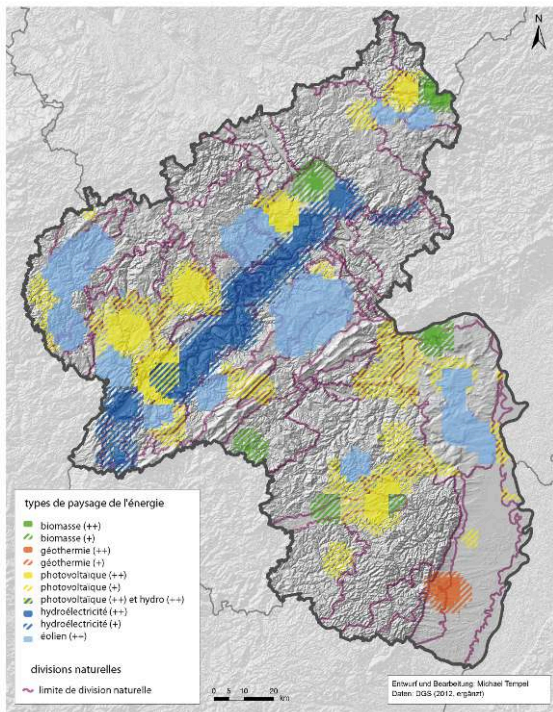 N
types de paysage de l'énergie
biomasse (++)
biomasse (+)
géothermie (++)
géothermie (+)
photovoltaïque (++)
photovoltaïque (+)
photovoltaïque (++) et hydro (++)
hydroélectricité (++)
hydroélectricité (+)
éolien (++)
divisions naturelles
limite de division naturelle
0 5 10 20
km
Entwurf und Bearbeitung: Michael Tempel
Daten: DGS (2012, ergänzt)